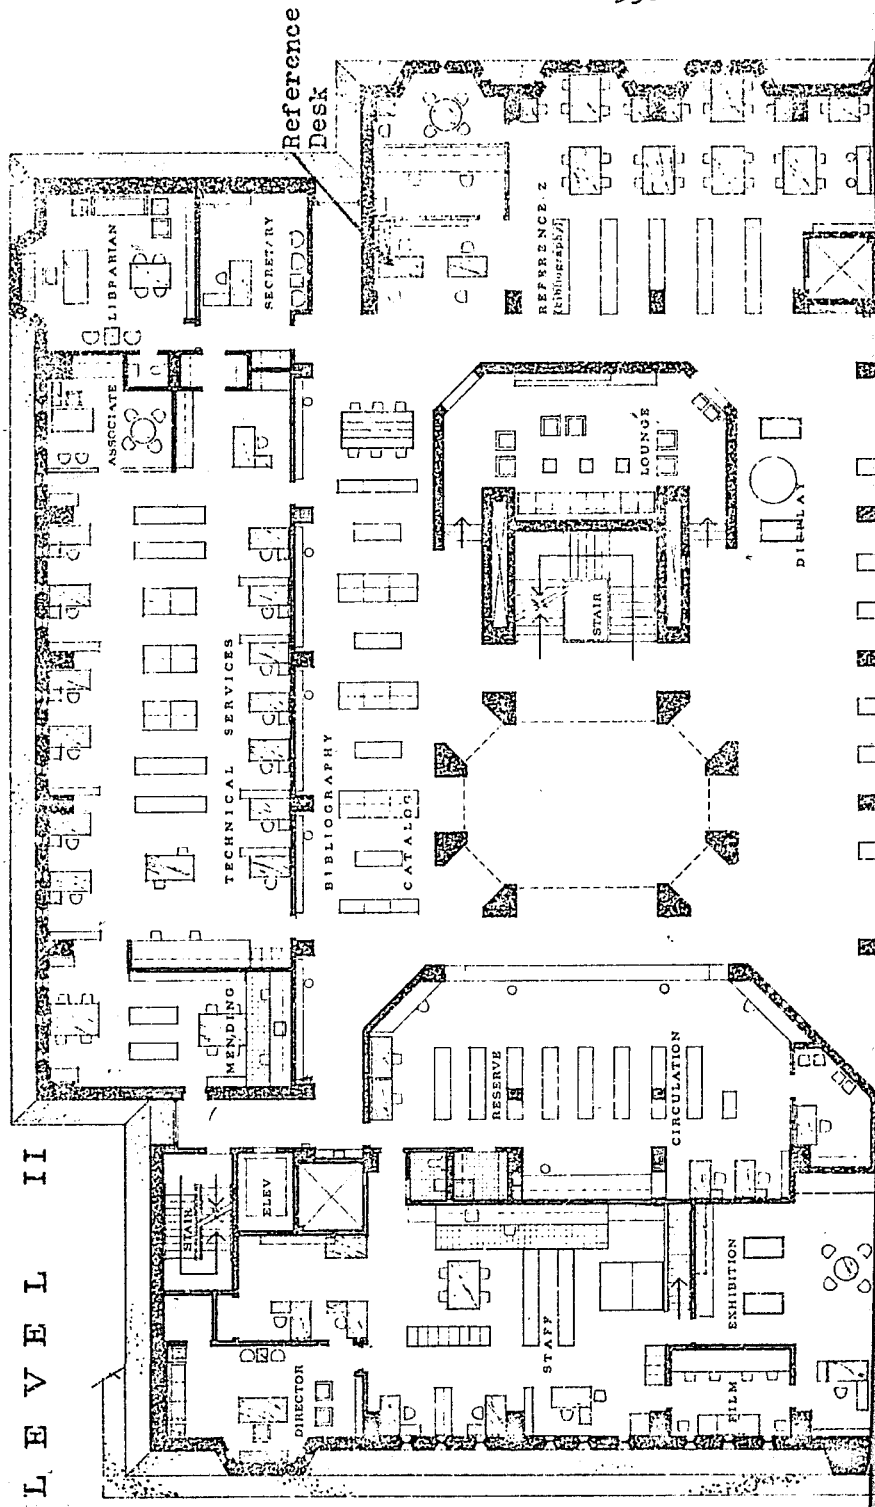 LEVEL II
Reference
Desk
LIBRARIAN
SECRETARY
ASSOCIATE
REFERENCE 2
(bibliography)
LOUNGE
DISPLAY
STAIR
TECHNICAL SERVICES
BIBLIOGRAPHY
CATALOG
MENDING
RESERVE
CIRCULATION
STAIR
ELEV
DIRECTOR
STAFF
EXHIBITION
FILM